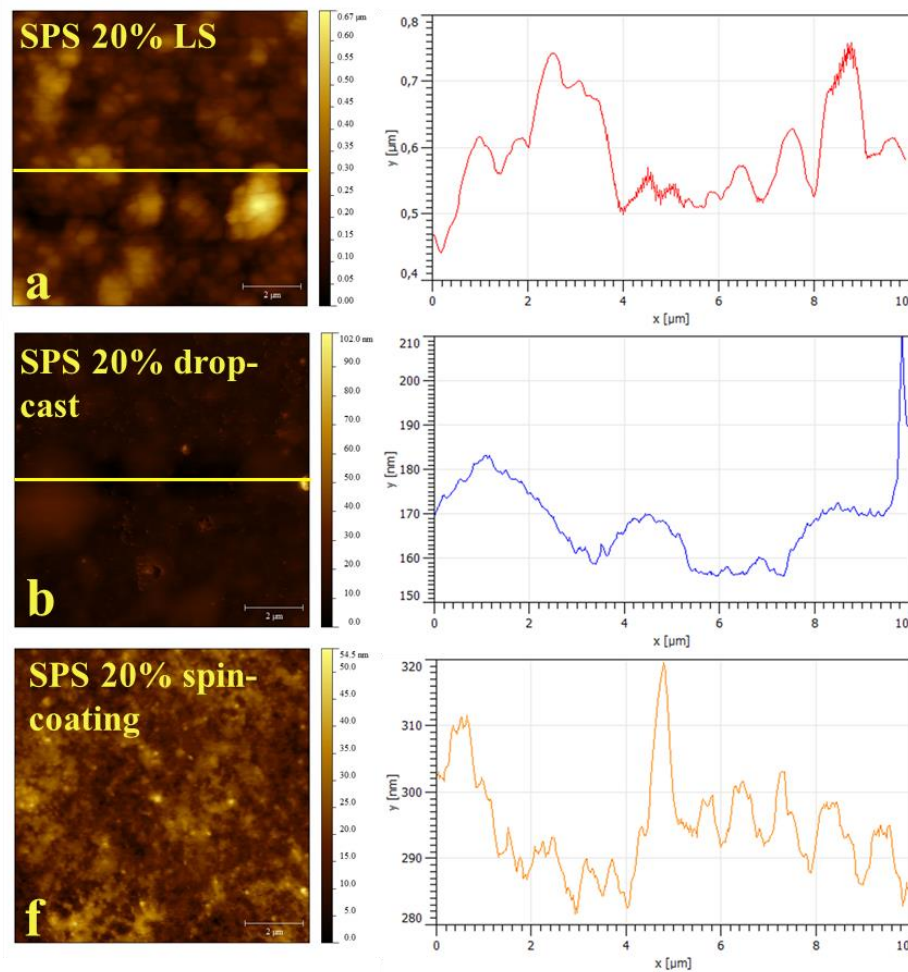 SPS 20% LS
a
2 µm
0.67 µm
0.60
0.55
0.50
0.45
0.40
0.35
0.30
0.25
0.20
0.15
0.10
0.05
0.00
0,8
0,7
0,6
0,5
0,4
y [µm]
0 2 4 6 8 10
x [µm]
SPS 20% drop-
cast
b
2 µm
102.0 nm
90.0
80.0
70.0
60.0
50.0
40.0
30.0
20.0
10.0
0.0
210
200
190
180
170
160
150
y [nm]
0 2 4 6 8 10
x [µm]
SPS 20% spin-
coating
f
2 µm
54.5 nm
50.0
45.0
40.0
35.0
30.0
25.0
20.0
15.0
10.0
5.0
0.0
320
310
300
290
280
y [nm]
0 2 4 6 8 10
x [µm]